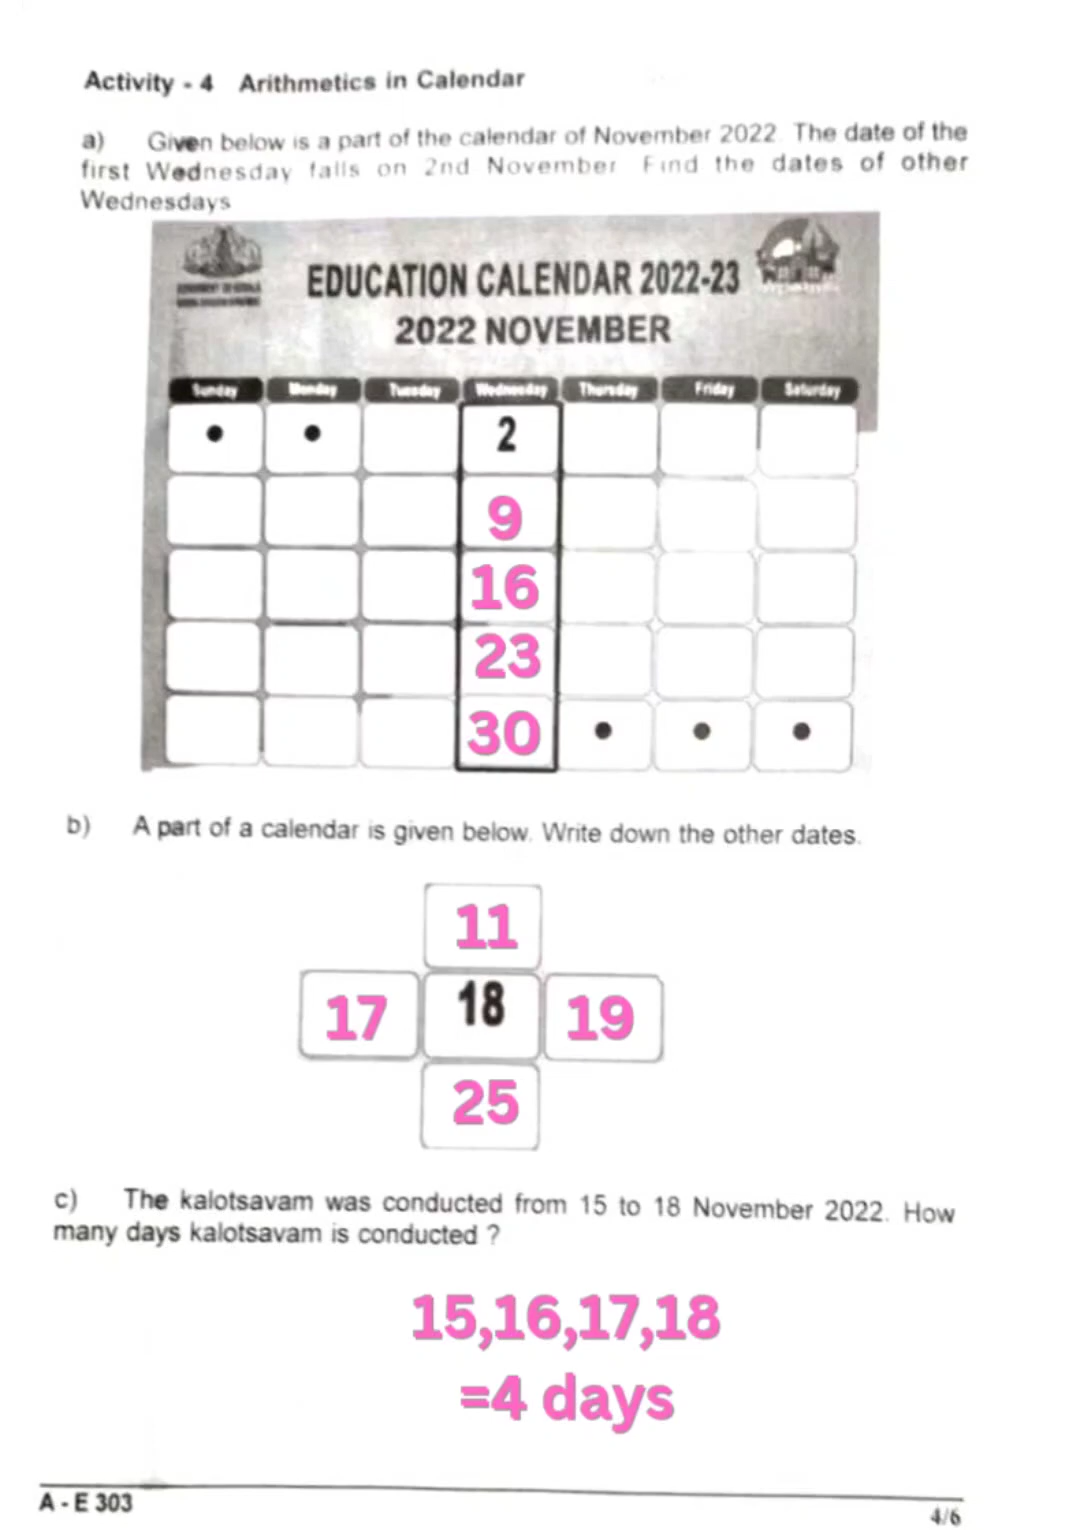 Activity - 4 Arithmetics in Calendar
a) Given below is a part of the calendar of November 2022. The date of the
first Wednesday falls on 2nd November. Find the dates of other
Wednesdays
EDUCATION CALENDAR 2022-23
2022 NOVEMBER
Sunday Monday Tuesday Wednesday Thursday Friday Saturday
2
9
16
23
30
b) A part of a calendar is given below. Write down the other dates.
11
17 18 19
25
c) The kalotsavam was conducted from 15 to 18 November 2022. How
many days kalotsavam is conducted ?
15,16,17,18
=4 days
A - E 303
4/6